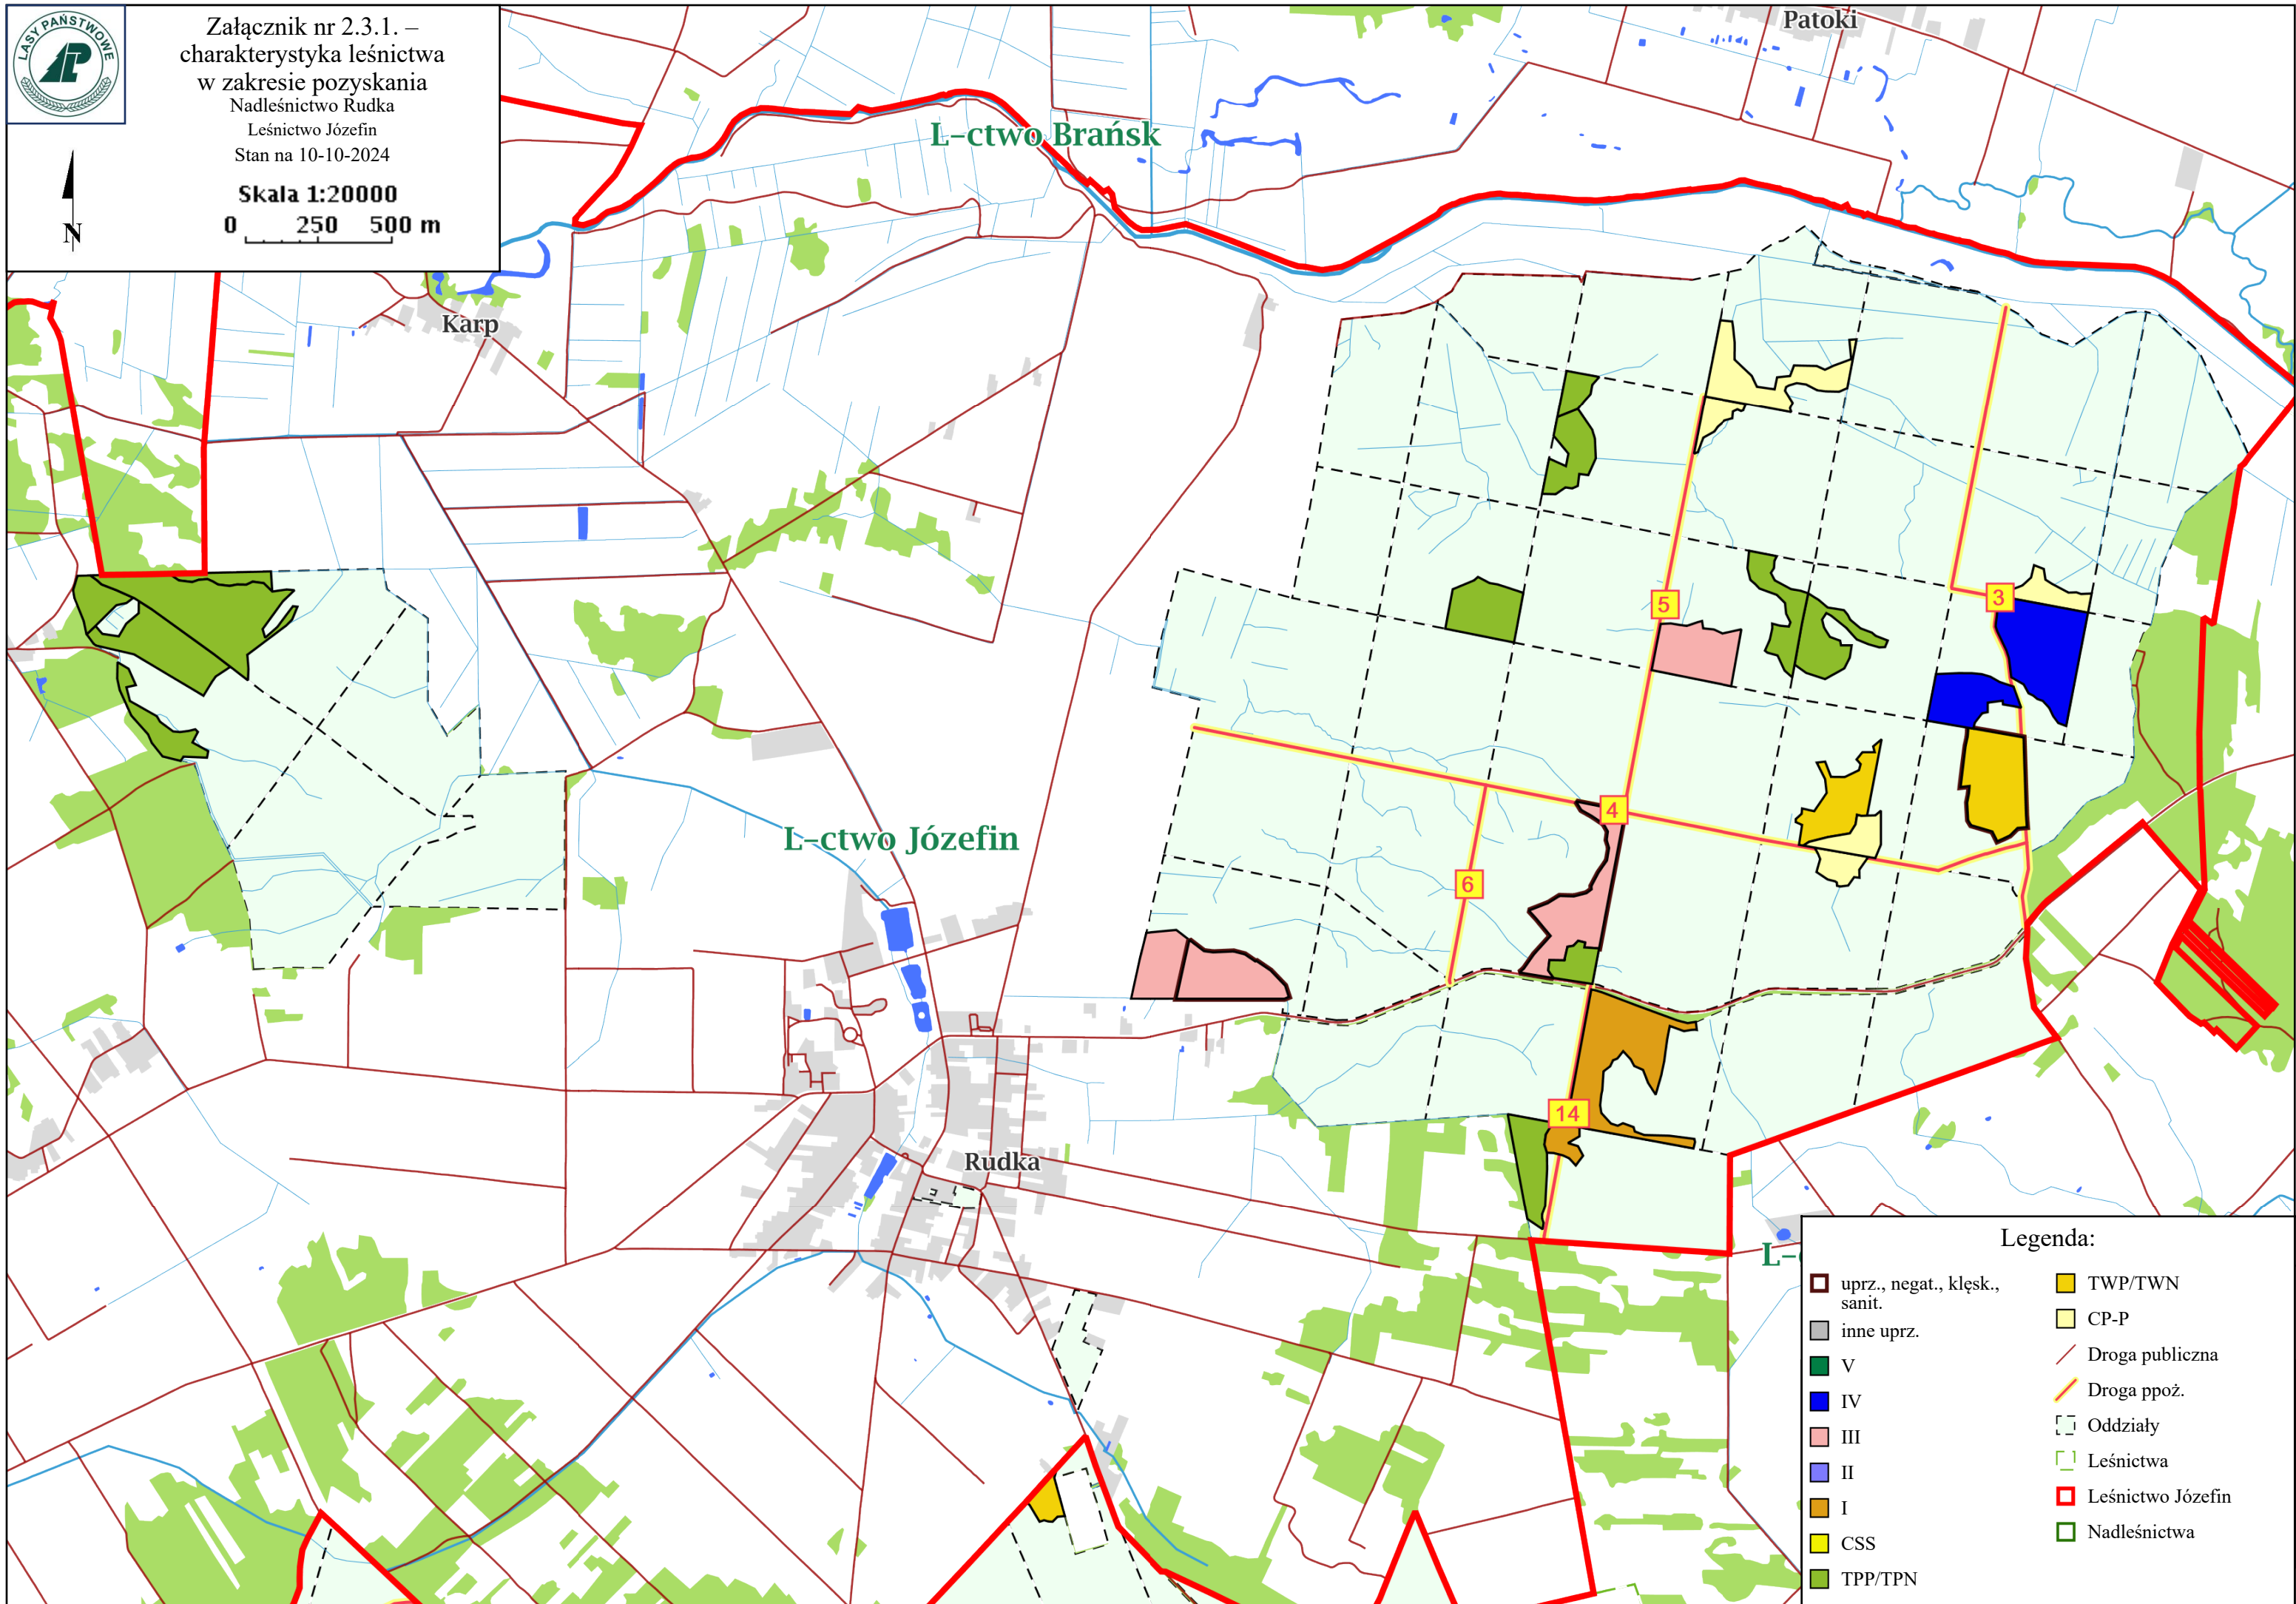 LASY PAŃSTWOWE
Załącznik nr 2.3.1. –
charakterystyka leśnictwa
w zakresie pozyskania
Nadleśnictwo Rudka
Leśnictwo Józefin
Stan na 10-10-2024
Skala 1:20000
0 250 500 m
N
Patoki
L-ctwo Brańsk
Karp
5
3
4
L-ctwo Józefin
6
14
Rudka
L-
Legenda:
uprz., negat., klęsk.,
sanit.
inne uprz.
V
IV
III
II
I
CSS
TPP/TPN
TWP/TWN
CP-P
Droga publiczna
Droga ppoż.
Oddziały
Leśnictwa
Leśnictwo Józefin
Nadleśnictwa